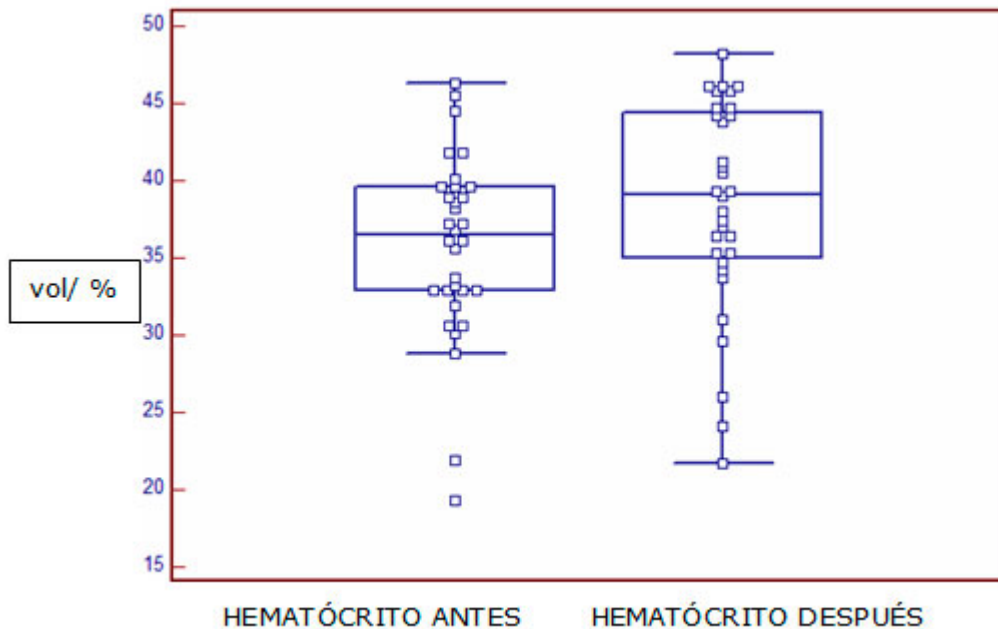 50
45
40
35
vol/ %
30
25
20
15
HEMATÓCRITO ANTES
HEMATÓCRITO DESPUÉS